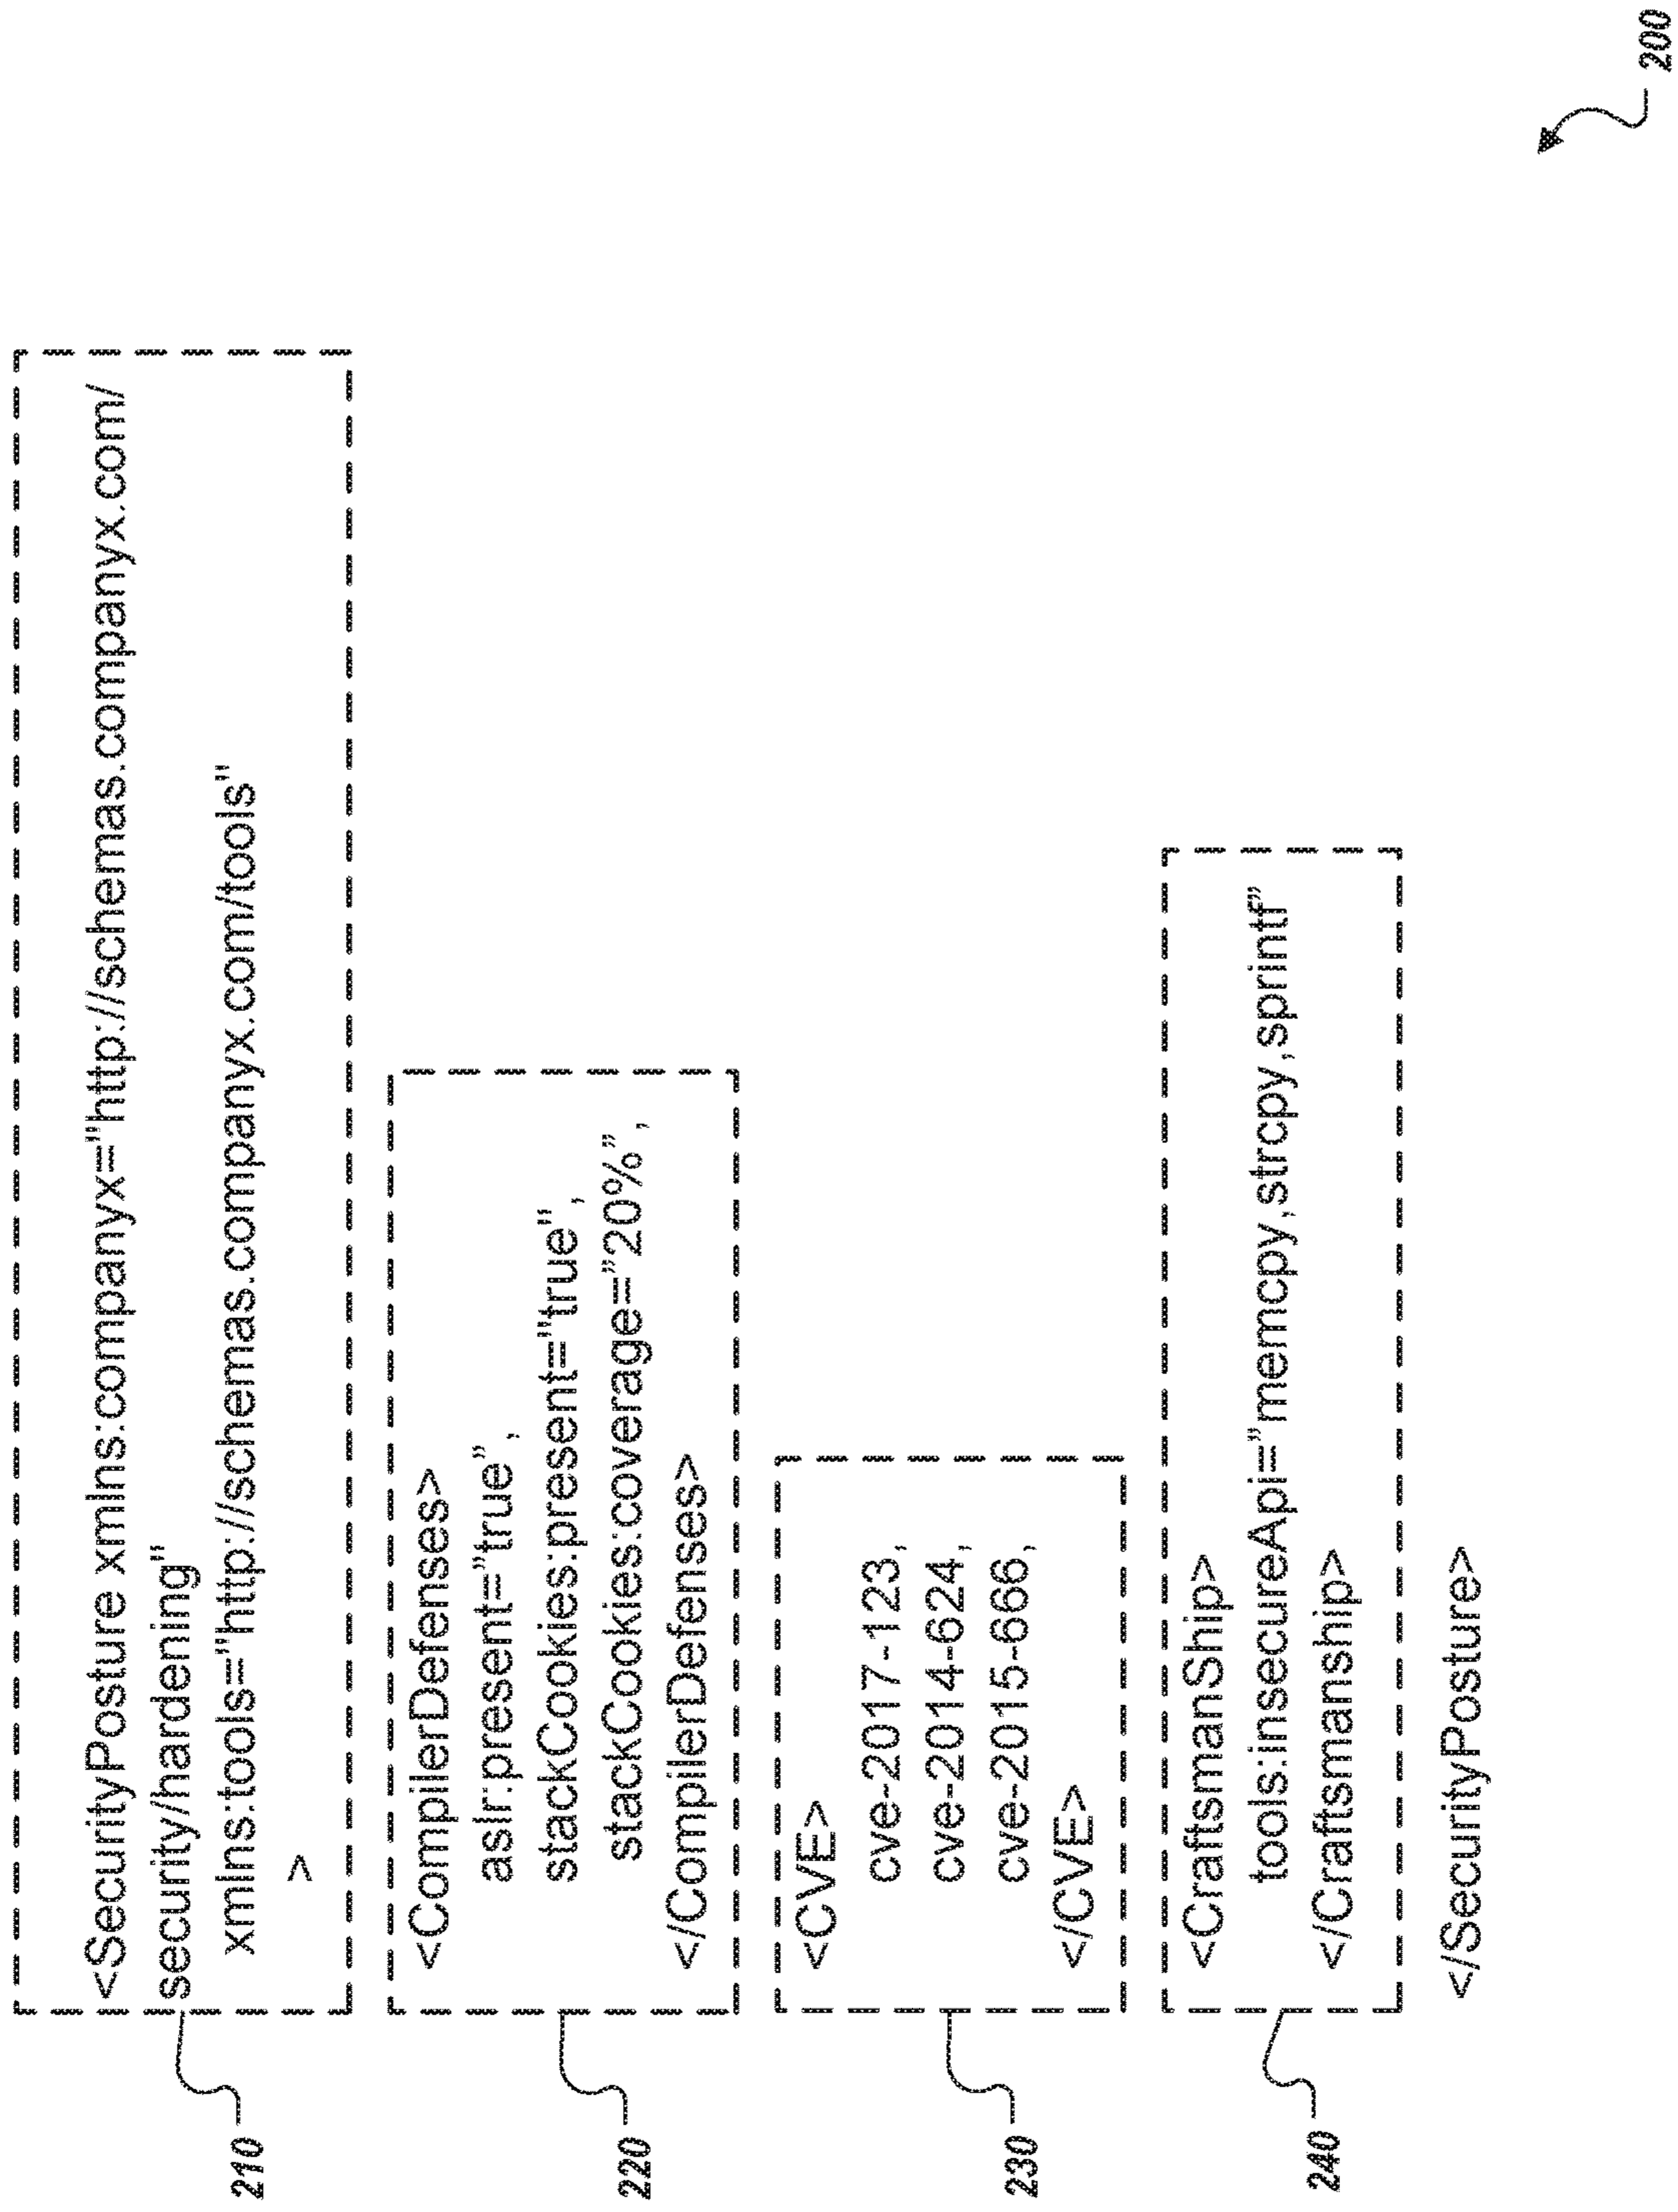 210
<SecurityPosture xmlns:companyx="http://schemas.companyx.com/
security/hardening"
xmlns:tools="http://schemas.companyx.com/tools"
>
220
<CompilerDefenses>
aslr:present=”true”,
stackCookies:present="true",
stackCookies:coverage=”20%”,
</CompilerDefenses>
230
<CVE>
cve-2017-123,
cve-2014-624,
cve-2015-666,
</CVE>
240
<CraftsmanShip>
tools:insecureApi=”memcpy,strcpy,sprintf”
</Craftsmanship>
</SecurityPosture>
200